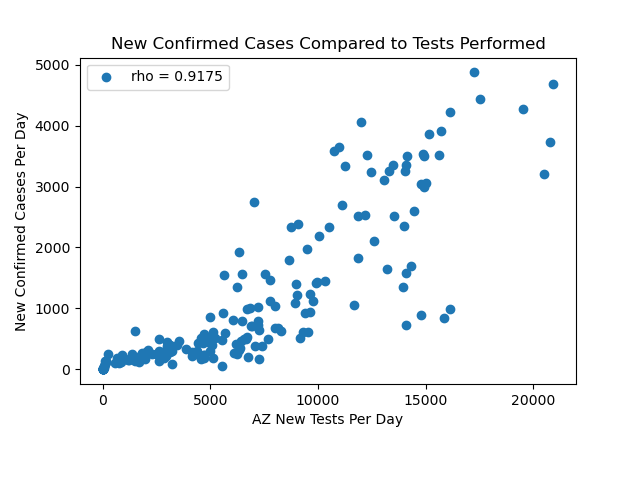 New Confirmed Cases Compared to Tests Performed
rho = 0.9175
5000
4000
3000
2000
1000
0
New Confirmed Caeses Per Day
0 5000 10000 15000 20000
AZ New Tests Per Day